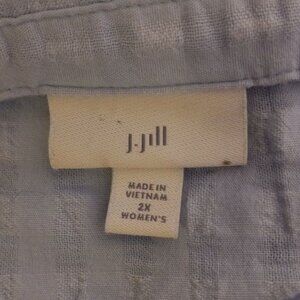 J.Jill
MADE IN
VIETNAM
2X
WOMEN'S